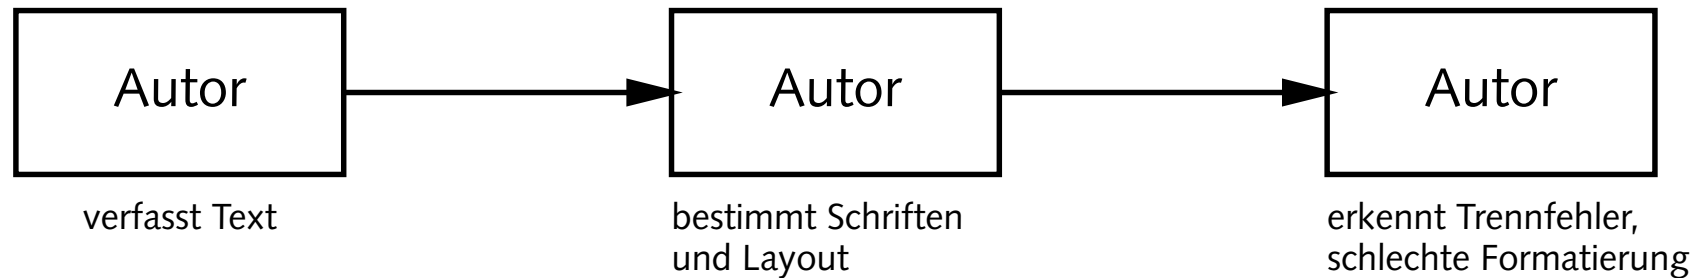 Autor
Autor
Autor
verfasst Text
bestimmt Schriften
und Layout
erkennt Trennfehler,
schlechte Formatierung